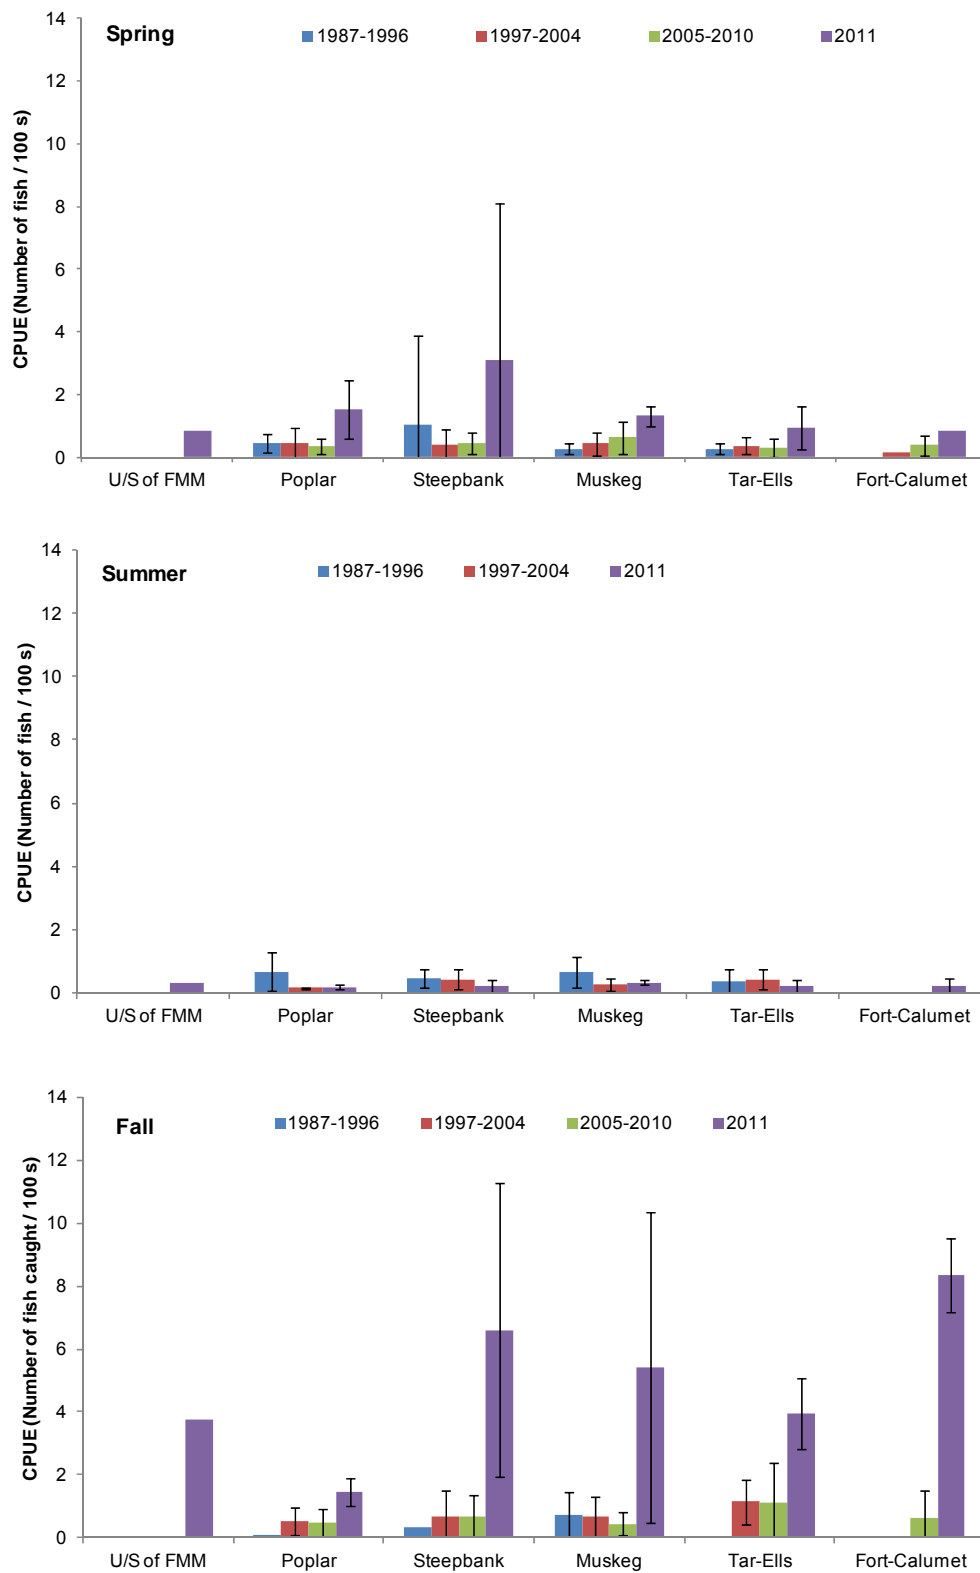 Spring
1987-1996 1997-2004 2005-2010 2011
CPUE (Number of fish / 100 s)
14
12
10
8
6
4
2
0
U/S of FMM Poplar Steepbank Muskeg Tar-Ells Fort-Calumet
Summer
1987-1996 1997-2004 2011
CPUE (Number of fish / 100 s)
14
12
10
8
6
4
2
0
U/S of FMM Poplar Steepbank Muskeg Tar-Ells Fort-Calumet
Fall
1987-1996 1997-2004 2005-2010 2011
CPUE (Number of fish caught / 100 s)
14
12
10
8
6
4
2
0
U/S of FMM Poplar Steepbank Muskeg Tar-Ells Fort-Calumet